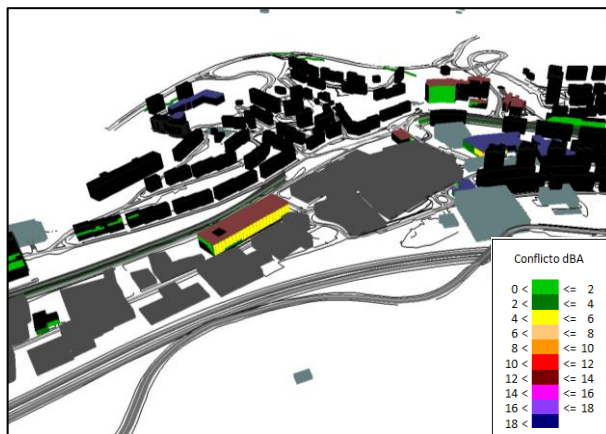 Conflicto dBA
0 < <= 2
2 < <= 4
4 < <= 6
6 < <= 8
8 < <= 10
10 < <= 12
12 < <= 14
14 < <= 16
16 < <= 18
18 <